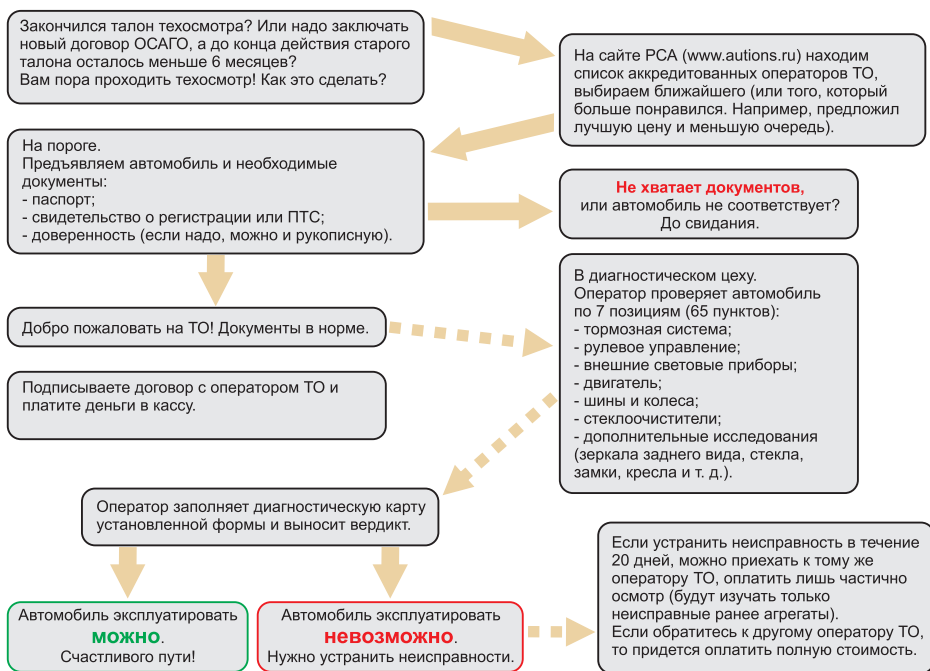 Закончился талон техосмотра? Или надо заключать
новый договор ОСАГО, а до конца действия старого
талона осталось меньше 6 месяцев?
Вам пора проходить техосмотр! Как это сделать?
На сайте РСА (www.autions.ru) находим
список аккредитованных операторов ТО,
выбираем ближайшего (или того, который
больше понравился. Например, предложил
лучшую цену и меньшую очередь).
На пороге.
Предъявляем автомобиль и необходимые
документы:
- паспорт;
- свидетельство о регистрации или ПТС;
- доверенность (если надо, можно и рукописную).
Не хватает документов,
или автомобиль не соответствует?
До свидания.
Добро пожаловать на ТО! Документы в норме.
Подписываете договор с оператором ТО и
платите деньги в кассу.
В диагностическом цеху.
Оператор проверяет автомобиль
по 7 позициям (65 пунктов):
- тормозная система;
- рулевое управление;
- внешние световые приборы;
- двигатель;
- шины и колеса;
- стеклоочистители;
- дополнительные исследования
(зеркала заднего вида, стекла,
замки, кресла и т. д.).
Оператор заполняет диагностическую карту
установленной формы и выносит вердикт.
Автомобиль эксплуатировать
можно.
Счастливого пути!
Автомобиль эксплуатировать
невозможно.
Нужно устранить неисправности.
Если устранить неисправность в течение
20 дней, можно приехать к тому же
оператору ТО, оплатить лишь частично
осмотр (будут изучать только
неисправные ранее агрегаты).
Если обратитесь к другому оператору ТО,
то придется оплатить полную стоимость.